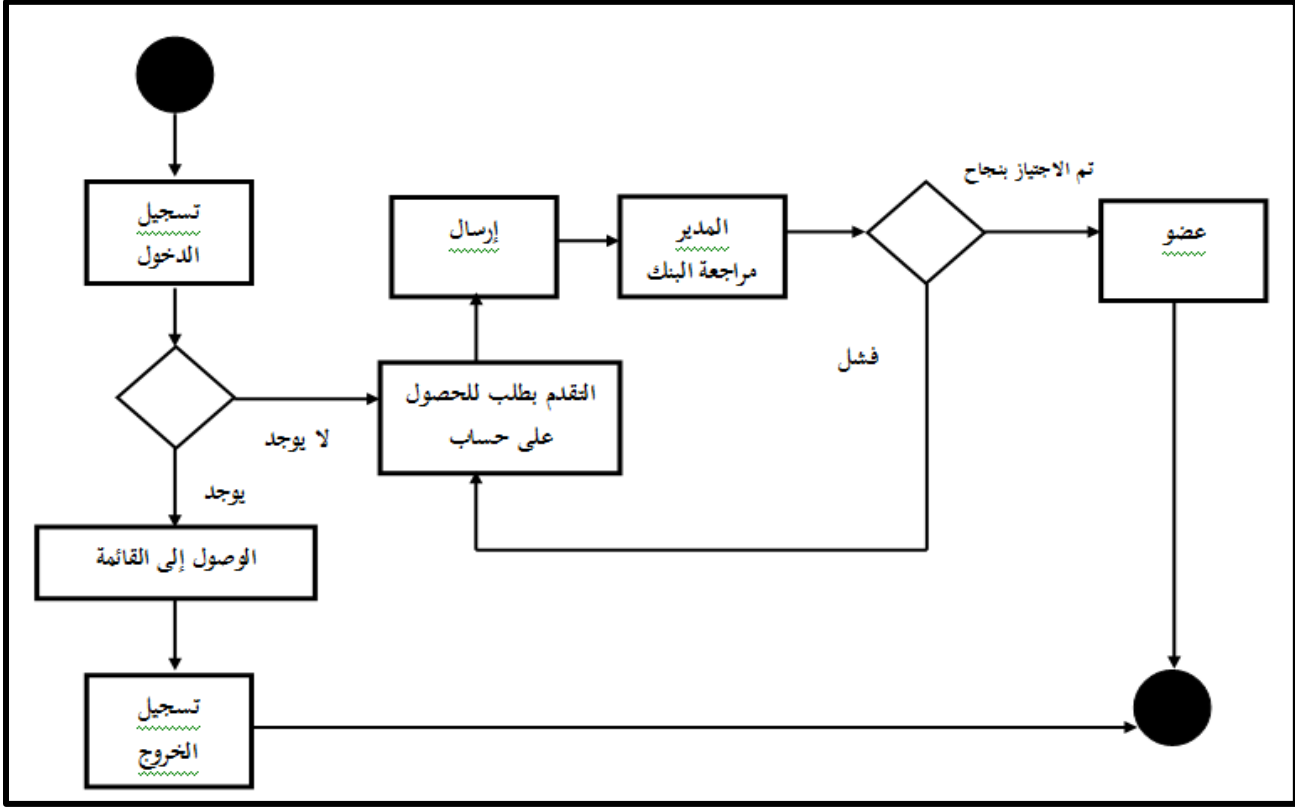 تسجيل
الدخول
لا يوجد
يوجد
الوصول إلى القائمة
تسجيل
الخروج
التقدم بطلب للحصول
على حساب
إرسال
المدير
مراجعة البنك
تم الاجتياز بنجاح
فشل
عضو